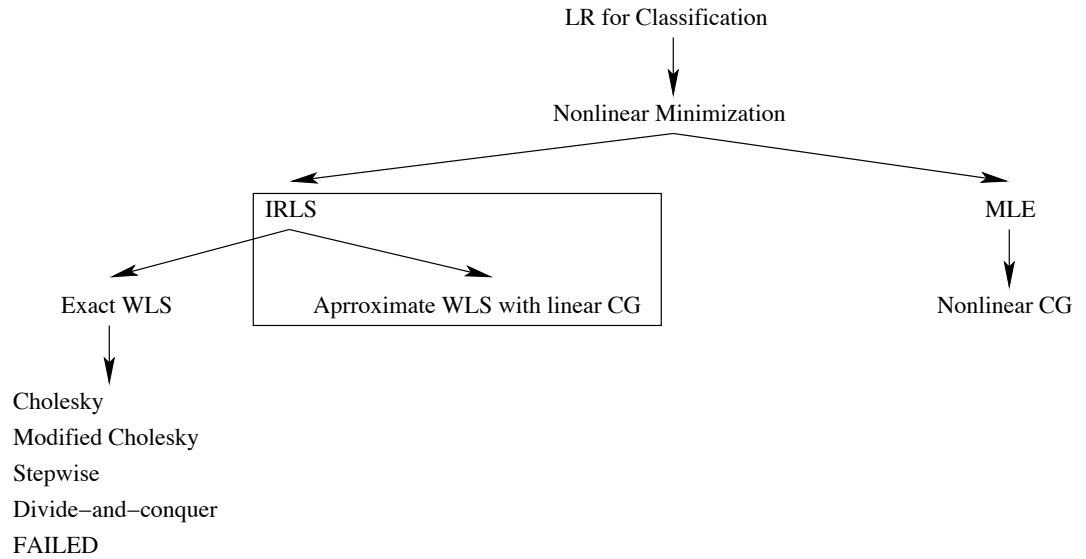 LR for Classification
Nonlinear Minimization
IRLS
MLE
Exact WLS
Aprroximate WLS with linear CG
Nonlinear CG
Cholesky
Modified Cholesky
Stepwise
Divide−and−conquer
FAILED